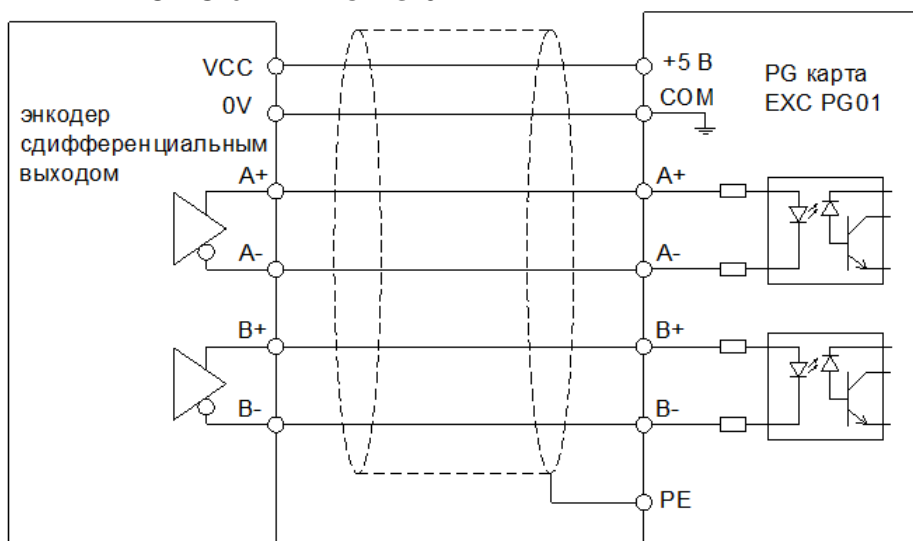 VCC
0V
энкодер
сдифференциальным
выходом
A+
A-
B+
B-
+5 В
COM
PG карта
EXC PG01
A+
A-
B+
B-
PE